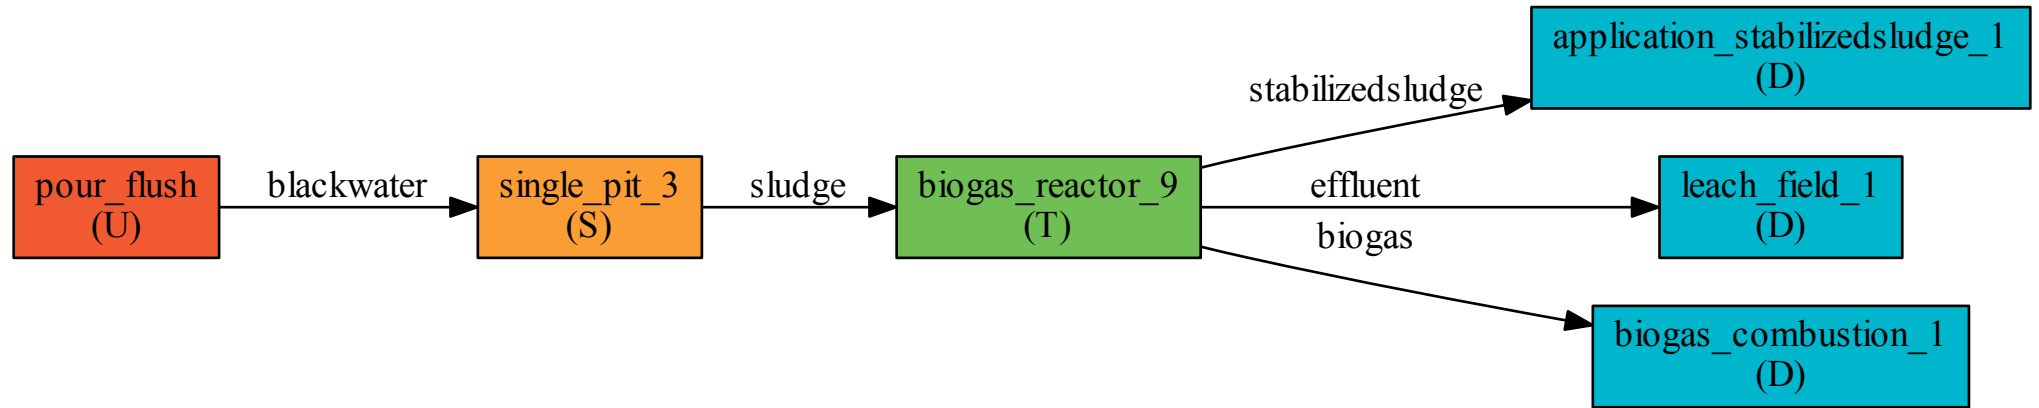 pour_flush
(U)
blackwater
single_pit_3
(S)
sludge
biogas_reactor_9
(T)
stabilizedsludge
application_stabilizedsludge_1
(D)
effluent
leach_field_1
(D)
biogas
biogas_combustion_1
(D)